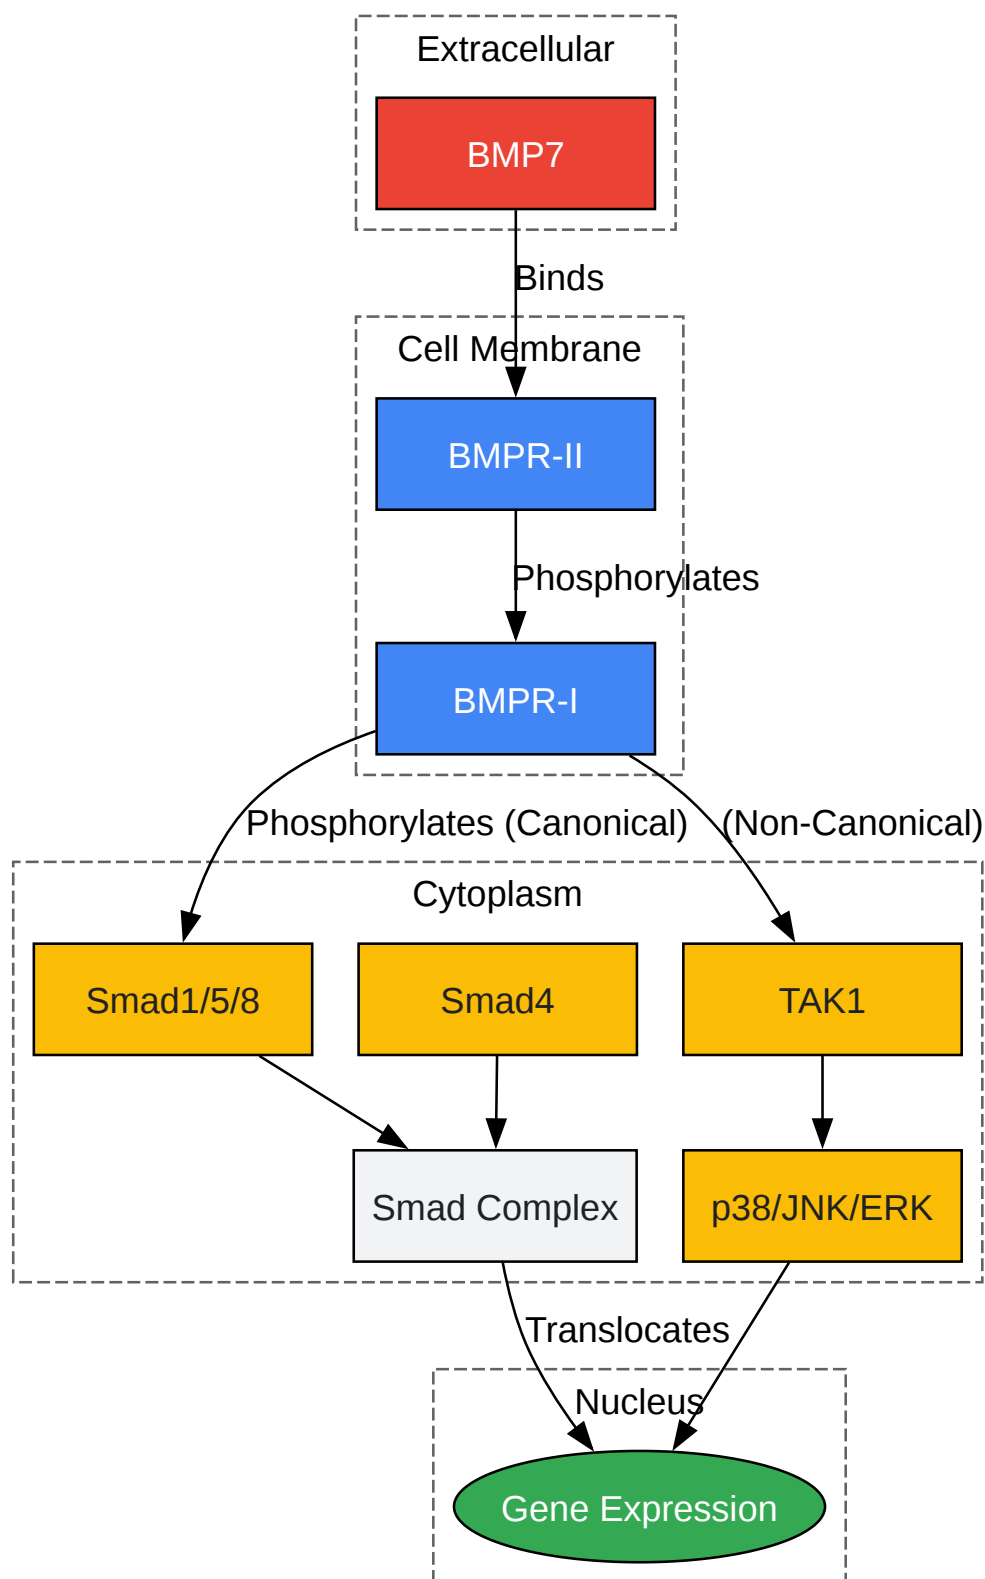 Extracellular
BMP7
Binds
Cell Membrane
BMPR-II
Phosphorylates
BMPR-I
Phosphorylates (Canonical)
(Non-Canonical)
Cytoplasm
Smad1/5/8
Smad4
TAK1
Smad Complex
p38/JNK/ERK
Translocates
Nucleus
Gene Expression